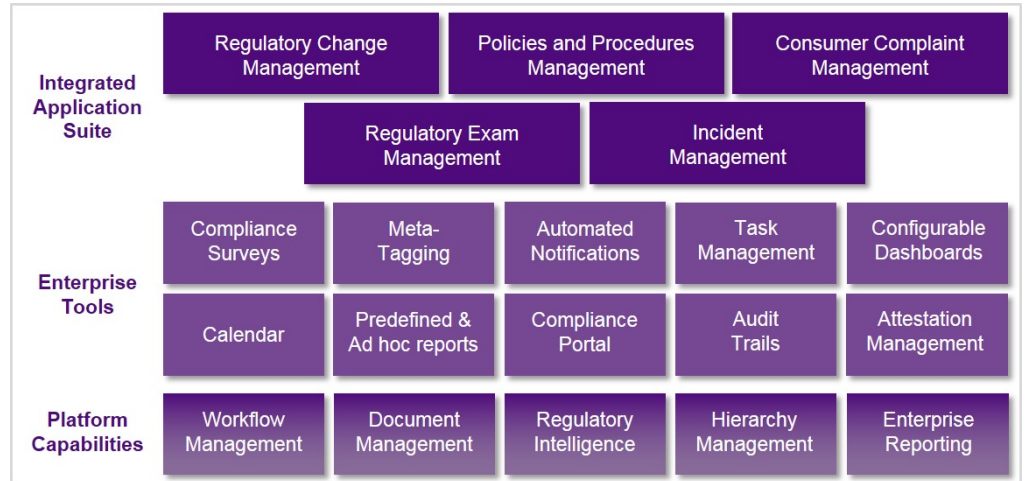 Integrated
Application
Suite
Regulatory Change
Management
Policies and Procedures
Management
Consumer Complaint
Management
Regulatory Exam
Management
Incident
Management
Enterprise
Tools
Compliance
Surveys
Meta-
Tagging
Automated
Notifications
Task
Management
Configurable
Dashboards
Calendar
Predefined &
Ad hoc reports
Compliance
Portal
Audit
Trails
Attestation
Management
Platform
Capabilities
Workflow
Management
Document
Management
Regulatory
Intelligence
Hierarchy
Management
Enterprise
Reporting